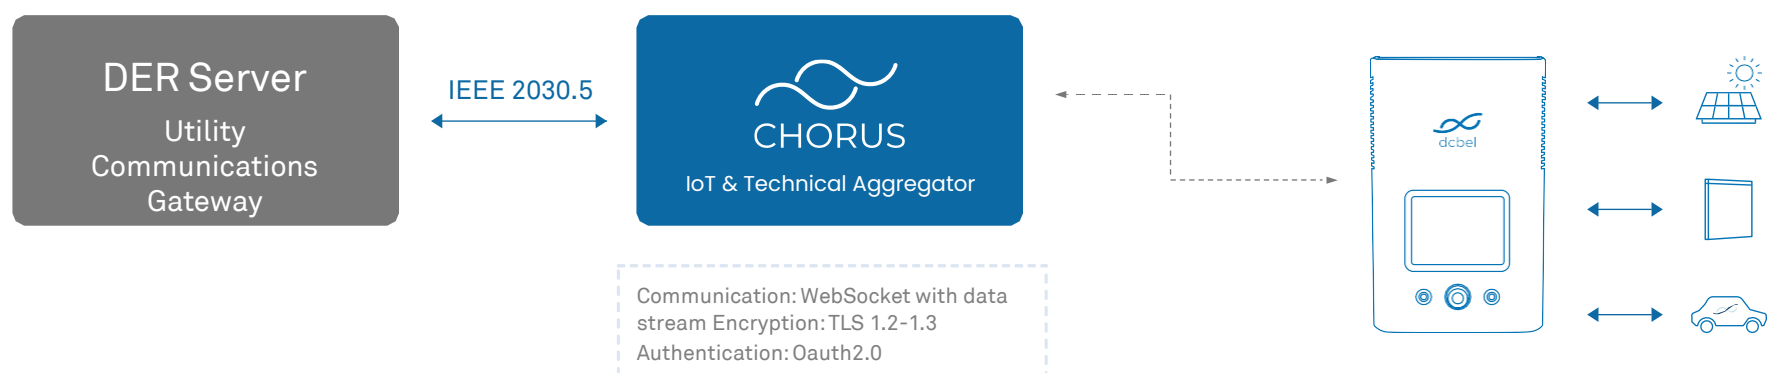 DER Server
Utility
Communications
Gateway
IEEE 2030.5
CHORUS
IoT & Technical Aggregator
Communication: WebSocket with data
stream Encryption: TLS 1.2-1.3
Authentication: Oauth2.0
dcbel